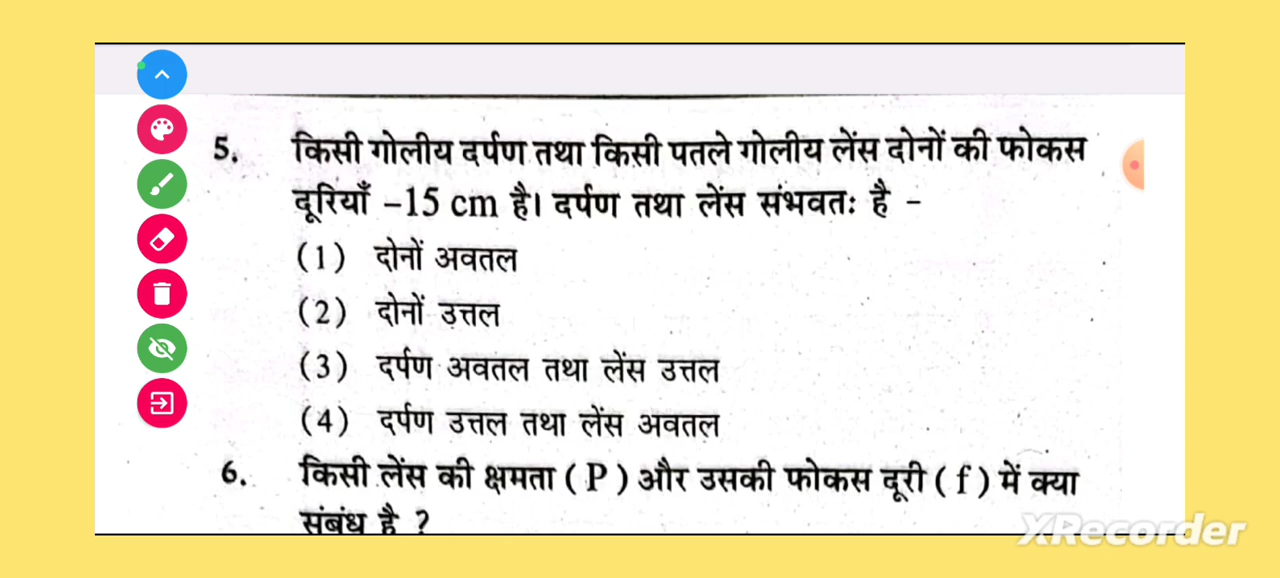 5. किसी गोलीय दर्पण तथा किसी पतले गोलीय लेंस दोनों की फोकस
दूरियाँ –15 cm है। दर्पण तथा लेंस संभवतः है –
(1) दोनों अवतल
(2) दोनों उत्तल
(3) दर्पण अवतल तथा लेंस उत्तल
(4) दर्पण उत्तल तथा लेंस अवतल
6. किसी लेंस की क्षमता ( P ) और उसकी फोकस दूरी ( f ) में क्या
संबंध है ?
XRecorder